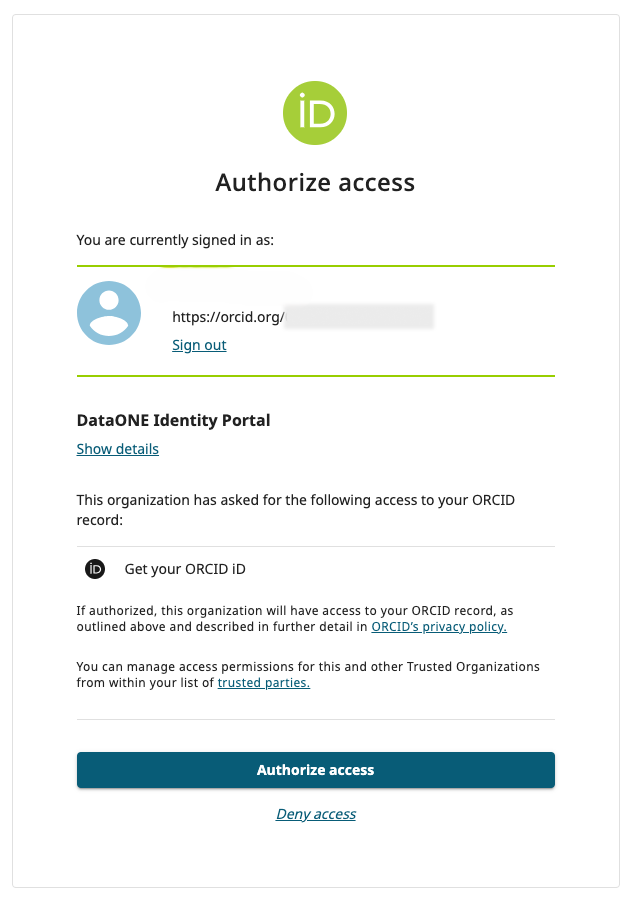 iD
Authorize access
You are currently signed in as:
https://orcid.org/
Sign out
DataONE Identity Portal
Show details
This organization has asked for the following access to your ORCID
record:
iD Get your ORCID iD
If authorized, this organization will have access to your ORCID record, as
outlined above and described in further detail in ORCID’s privacy policy.
You can manage access permissions for this and other Trusted Organizations
from within your list of trusted parties.
Authorize access
Deny access